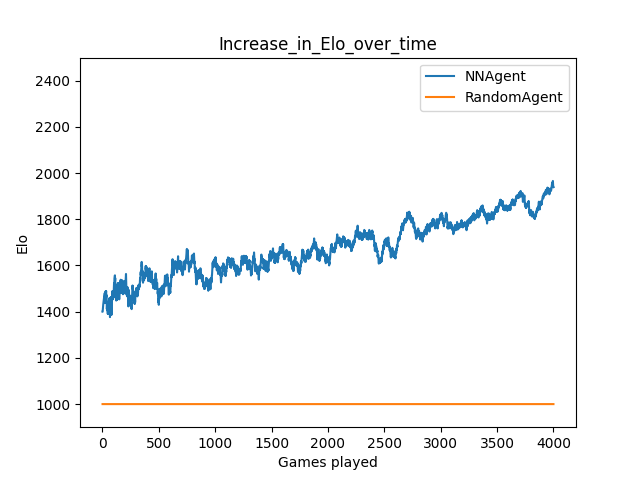 Increase_in_Elo_over_time
NNAgent
RandomAgent
2400
2200
2000
1800
1600
1400
1200
1000
Elo
0 500 1000 1500 2000 2500 3000 3500 4000
Games played